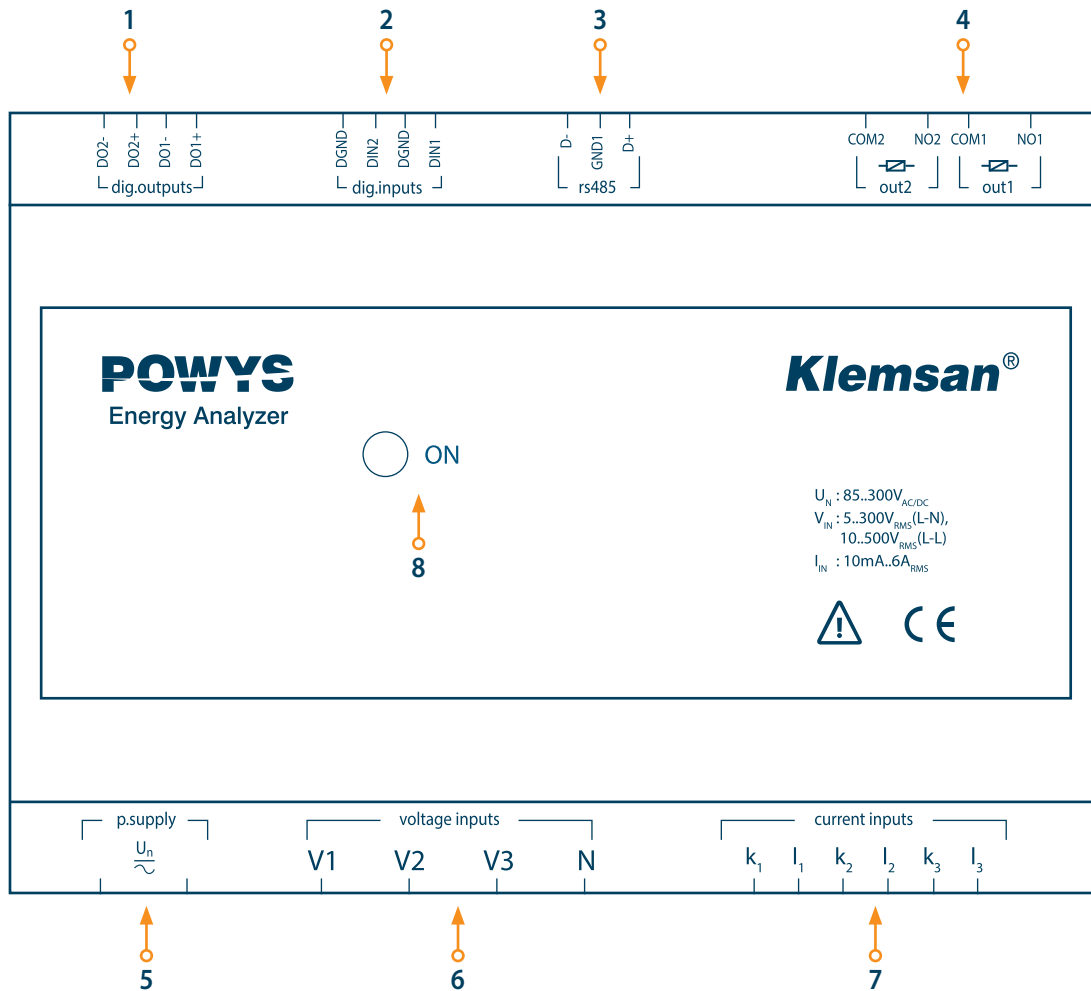 1
2
3
4
DO2-
DO2+
DO1-
DO1+
dig.outputs
DGND
DIN2
DGND
DIN1
dig.inputs
D-
GND1
D+
rs485
COM2
NO2
COM1
NO1
out2
out1
POWYS
Energy Analyzer
Klemsan®
ON
8
UN : 85..300VAC/DC
VIN : 5..300VRMS(L-N),
10..500VRMS(L-L)
IIN : 10mA..6ARMS
!
CE
p.supply
Un
voltage inputs
V1 V2 V3 N
current inputs
k1 l1 k2 l2 k3 l3
5
6
7